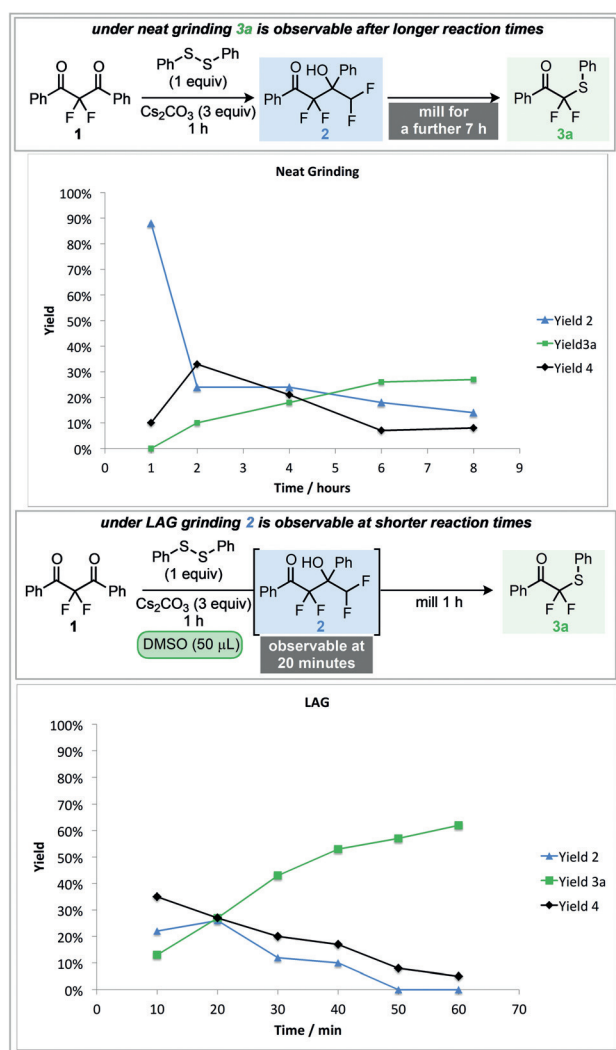 under neat grinding 3a is observable after longer reaction times
Ph S S Ph
(1 equiv)
Cs2CO3 (3 equiv)
1 h
O O
Ph Ph
F F
1
O HO Ph
Ph F
F F F
2
mill for
a further 7 h
O Ph
Ph S
F F
3a
Neat Grinding
Yield
100%
90%
80%
70%
60%
50%
40%
30%
20%
10%
0%
0 1 2 3 4 5 6 7 8 9
Time / hours
Yield 2
Yield3a
Yield 4
under LAG grinding 2 is observable at shorter reaction times
Ph S S Ph
(1 equiv)
Cs2CO3 (3 equiv)
1 h
DMSO (50 μL)
O O
Ph Ph
F F
1
O HO Ph
Ph F
F F F
2
observable at
20 minutes
mill 1 h
O Ph
Ph S
F F
3a
LAG
Yield
100%
90%
80%
70%
60%
50%
40%
30%
20%
10%
0%
0 10 20 30 40 50 60 70
Time / min
Yield 2
Yield 3a
Yield 4